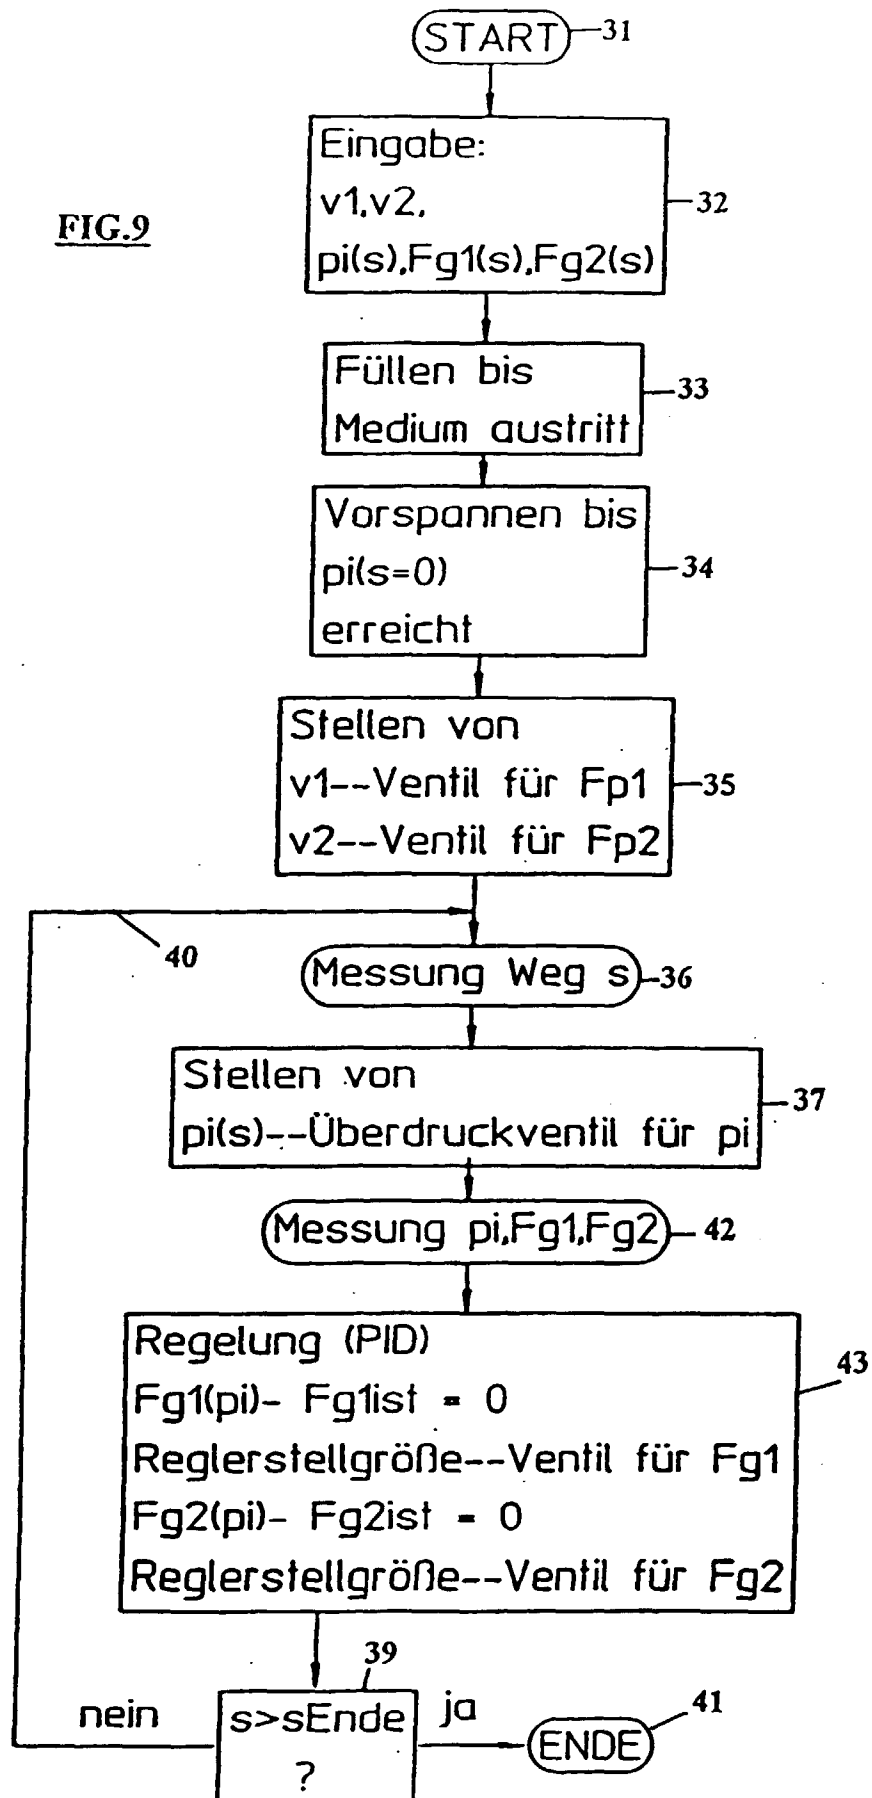 START
31
Eingabe:
v1,v2,
pi(s),Fg1(s),Fg2(s)
32
FIG.9
Füllen bis
Medium austritt
33
Vorspannen bis
pi(s=0)
erreicht
34
Stellen von
v1--Ventil für Fp1
v2--Ventil für Fp2
35
40
Messung Weg s
36
Stellen von
pi(s)--Überdruckventil für pi
37
Messung pi,Fg1,Fg2
42
Regelung (PID)
Fg1(pi)- Fg1ist = 0
Reglerstellgröße--Ventil für Fg1
Fg2(pi)- Fg2ist = 0
Reglerstellgröße--Ventil für Fg2
43
39
nein
s>sEnde
?
ja
ENDE
41